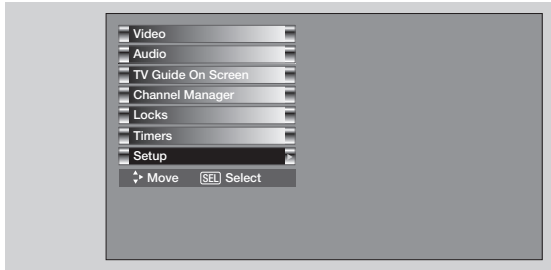 Video
Audio
TV Guide On Screen
Channel Manager
Locks
Timers
Setup
Move SEL Select